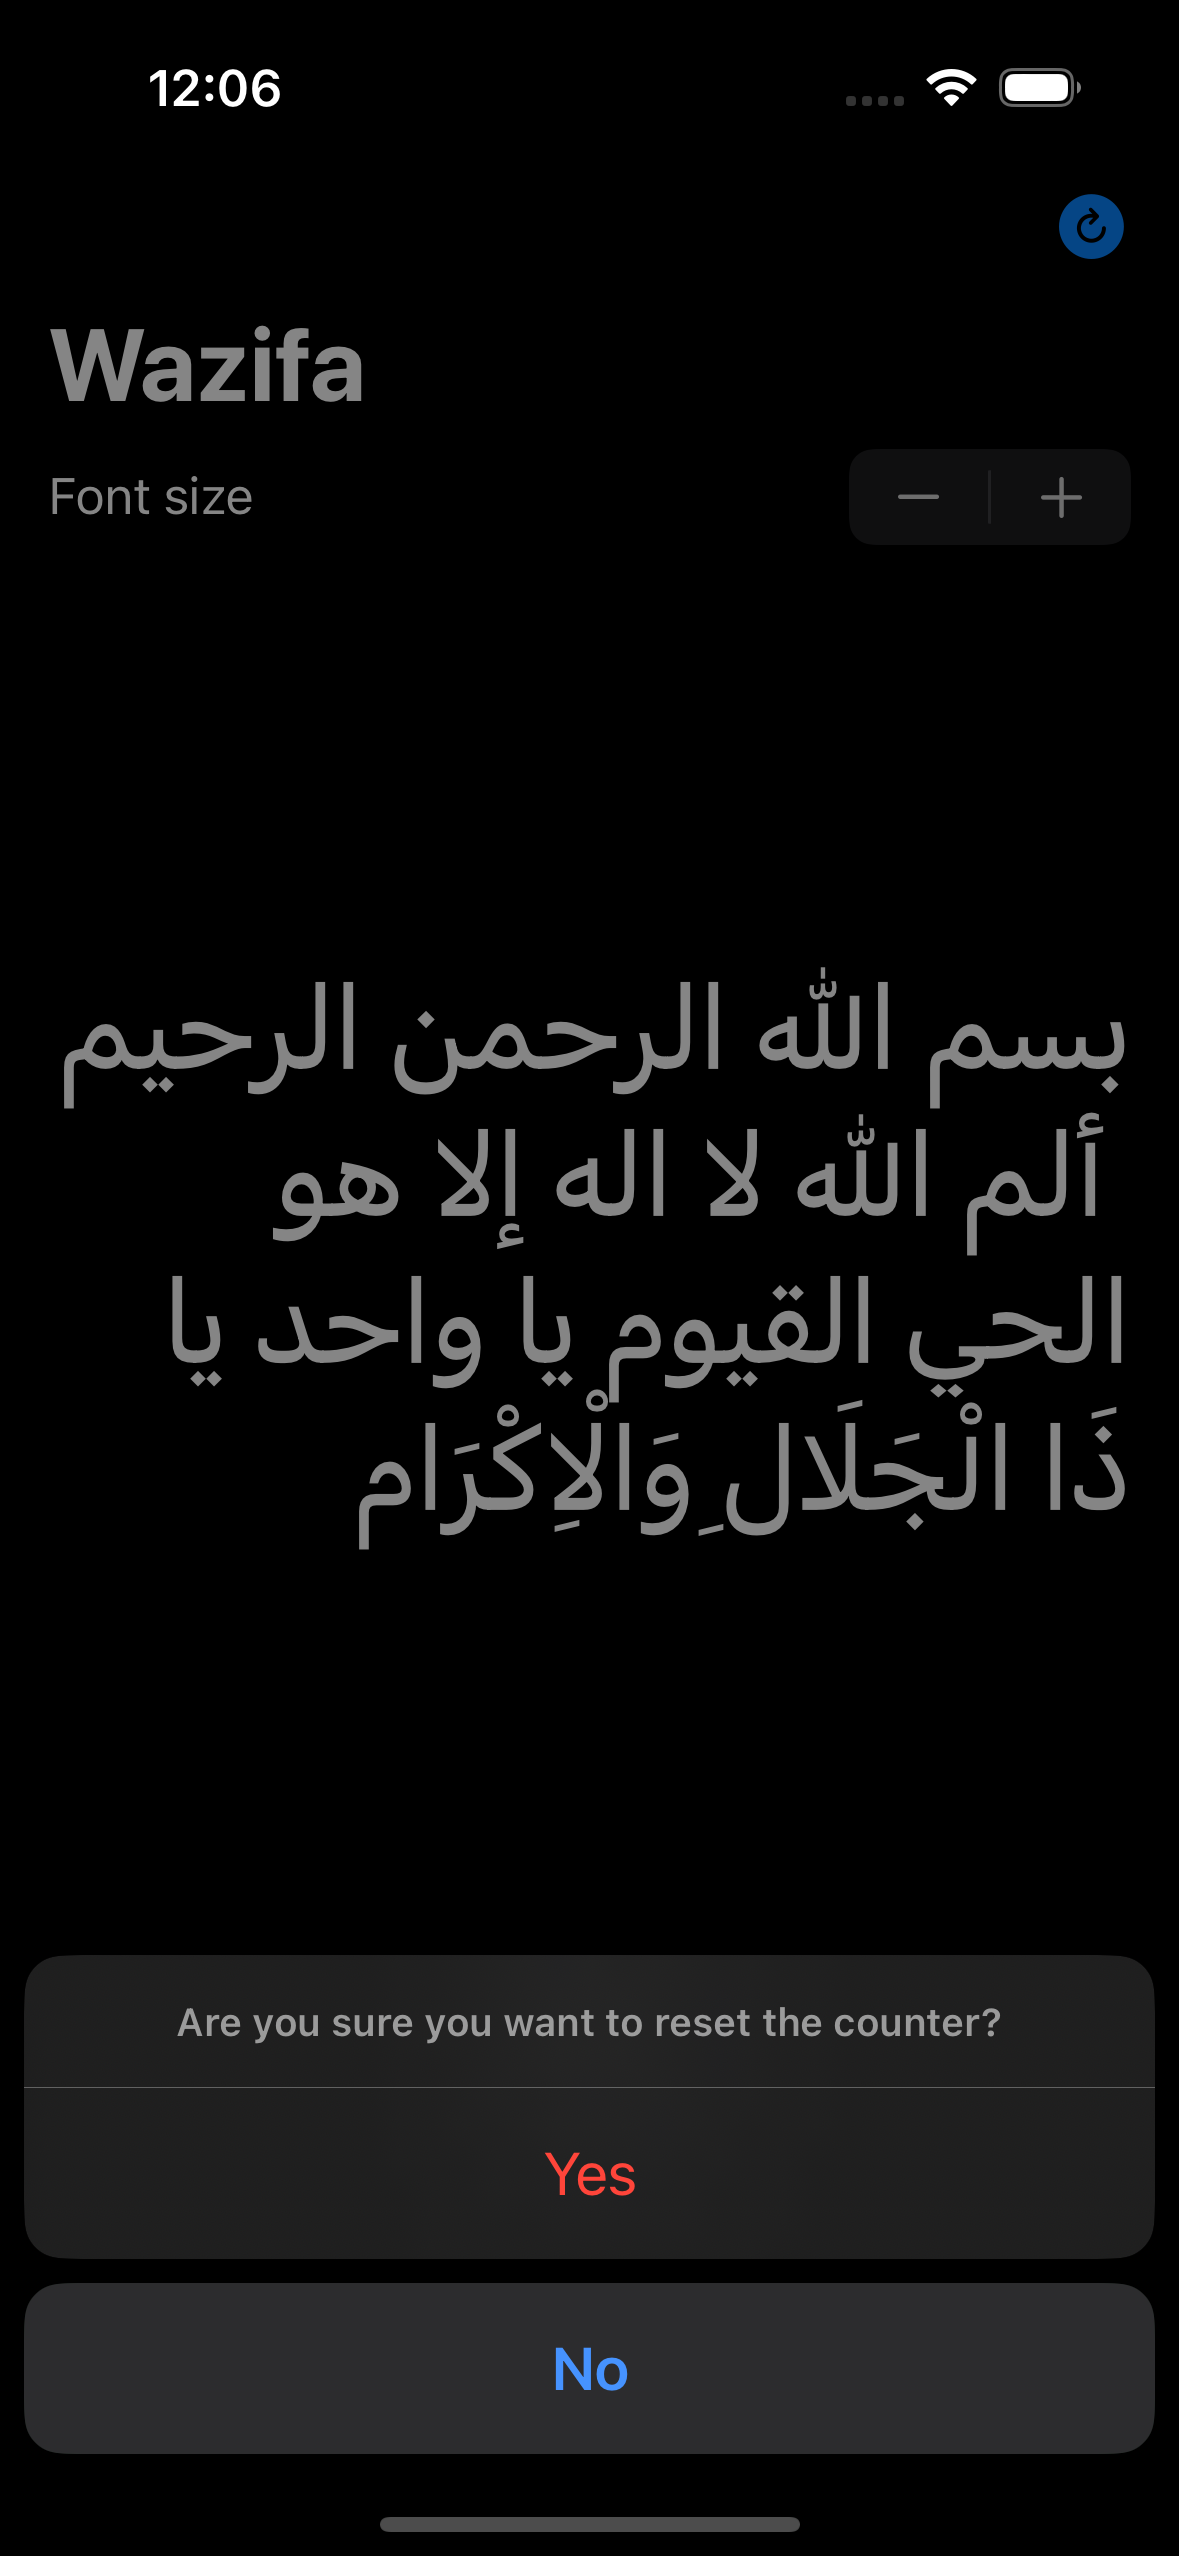 12:06
Wazifa
Font size
بسم الله الرحمن الرحيم
ألم الله لا اله إلا هو
الحي القيوم يا واحد يا
ذَا الْجَلَال ِوَالْاِكْرَام
Are you sure you want to reset the counter?
Yes
No